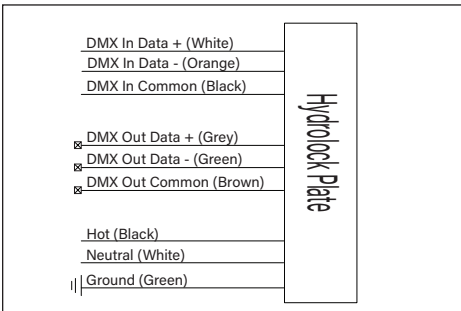 DMX In Data + (White)
DMX In Data - (Orange)
DMX In Common (Black)
DMX Out Data + (Grey)
DMX Out Data - (Green)
DMX Out Common (Brown)
Hot (Black)
Neutral (White)
Ground (Green)
Hydrolock Plate